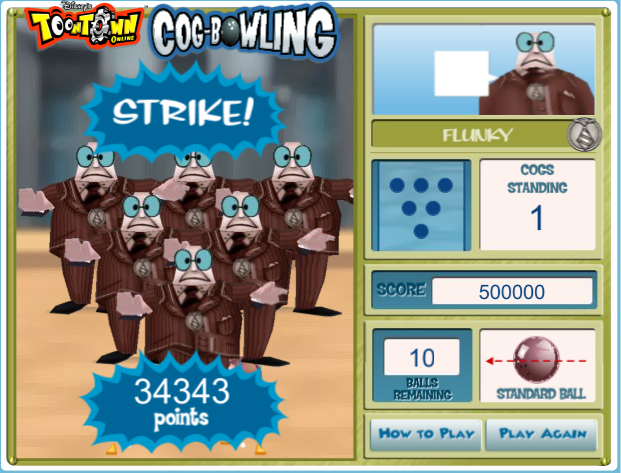 Disney's
TOONTOWN
ONLINE
COG-BOWLING
STRIKE!
34343
points
FLUNKY
COGS
STANDING
1
SCORE 500000
10
BALLS
REMAINING
STANDARD BALL
HOW TO PLAY
PLAY AGAIN